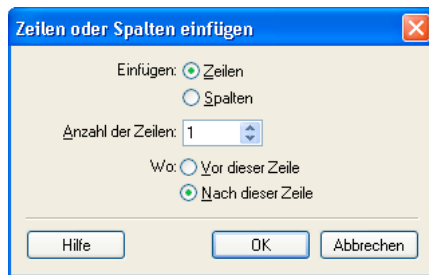 Zeilen oder Spalten einfügen
Einfügen: Zeilen
Spalten
Anzahl der Zeilen: 1
Wo: Vor dieser Zeile
Nach dieser Zeile
Hilfe OK Abbrechen